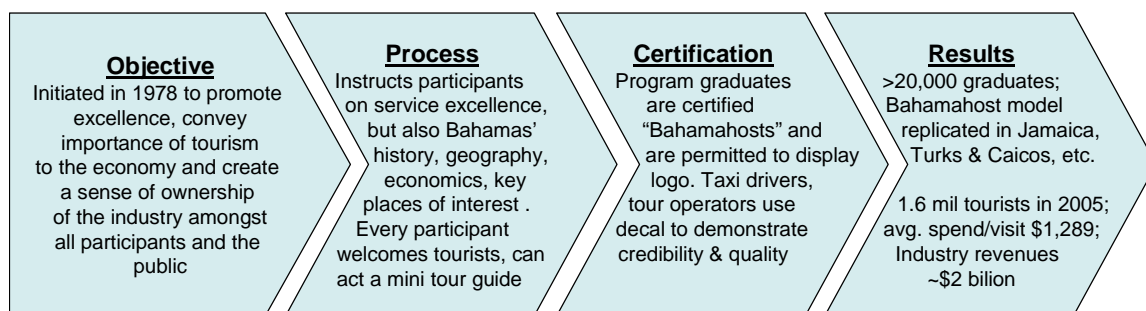 Objective
Initiated in 1978 to promote
excellence, convey
importance of tourism
to the economy and create
a sense of ownership
of the industry amongst
all participants and the
public
Process
Instructs participants
on service excellence,
but also Bahamas’
history, geography,
economics, key
places of interest .
Every participant
welcomes tourists, can
act a mini tour guide
Certification
Program graduates
are certified
“Bahamahosts” and
are permitted to display
logo. Taxi drivers,
tour operators use
decal to demonstrate
credibility & quality
Results
>20,000 graduates;
Bahamahost model
replicated in Jamaica,
Turks & Caicos, etc.
1.6 mil tourists in 2005;
avg. spend/visit $1,289;
Industry revenues
~$2 bilion